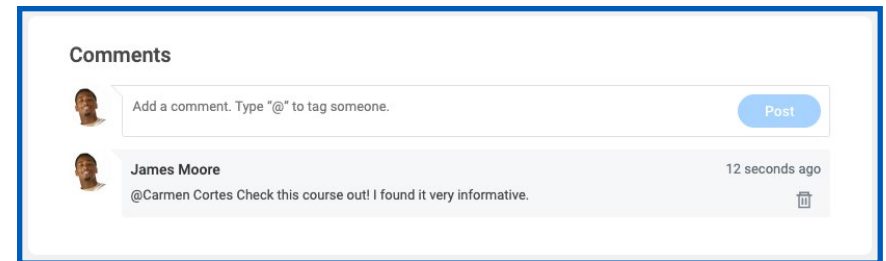 Comments
Add a comment. Type “@” to tag someone.
Post
James Moore
12 seconds ago
@Carmen Cortes Check this course out! I found it very informative.